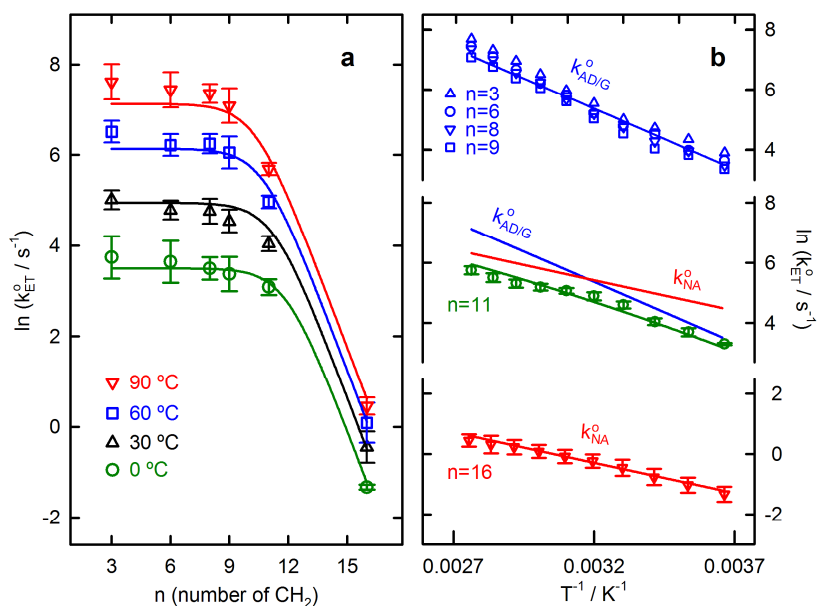 a
8
6
4
2
0
-2
ln (k°ET / s⁻¹)
90 ºC
60 ºC
30 ºC
0 ºC
3 6 9 12 15
n (number of CH₂)
b
k°AD/G
n=3
n=6
n=8
n=9
8
6
4
k°AD/G
k°NA
n=11
8
6
4
ln (k°ET / s⁻¹)
k°NA
n=16
2
0
-2
0.0027 0.0032 0.0037
T⁻¹ / K⁻¹